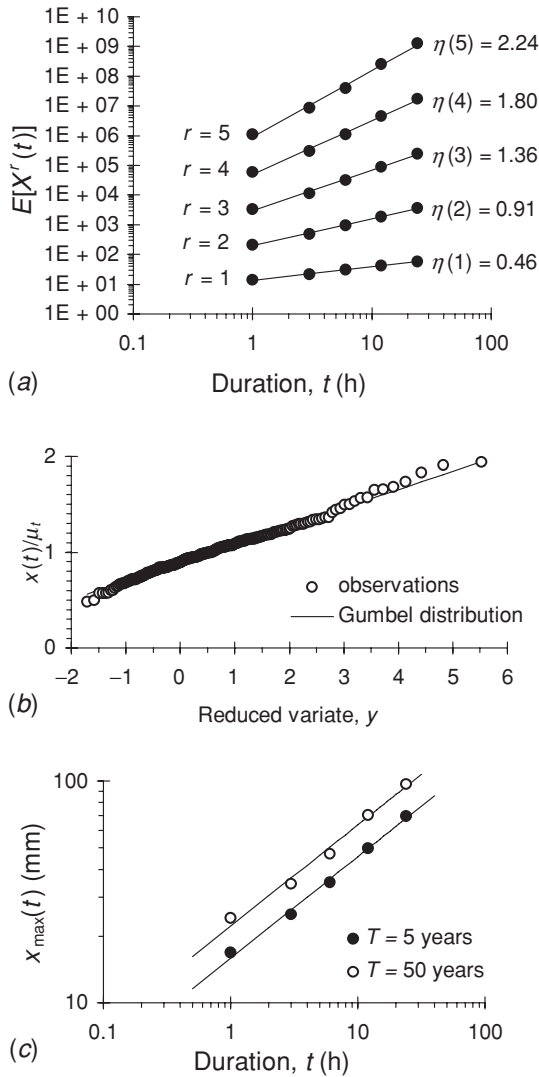 1E + 10
1E + 09
1E + 08
1E + 07
1E + 06
1E + 05
1E + 04
1E + 03
1E + 02
1E + 01
1E + 00
E[X^r(t)]
r = 5
r = 4
r = 3
r = 2
r = 1
η(5) = 2.24
η(4) = 1.80
η(3) = 1.36
η(2) = 0.91
η(1) = 0.46
0.1 1 10 100
(a)
Duration, t (h)
2
1
0
x(t)/μ_t
observations
Gumbel distribution
−2 −1 0 1 2 3 4 5 6
(b)
Reduced variate, y
100
10
x_max(t) (mm)
T = 5 years
T = 50 years
0.1 1 10 100
(c)
Duration, t (h)